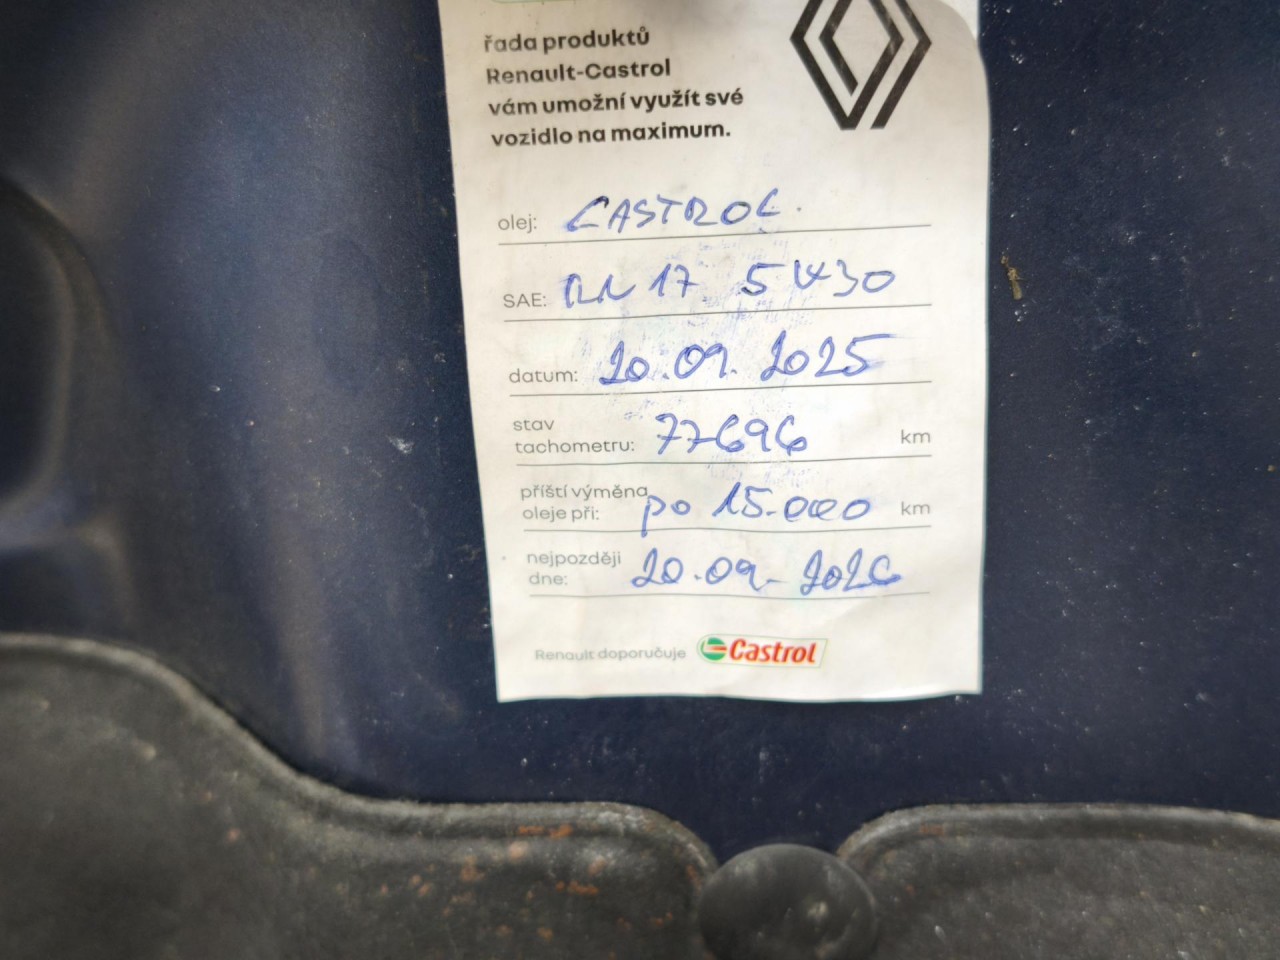 řada produktů
Renault-Castrol
vám umožní využít své
vozidlo na maximum.
olej: CASTROL
SAE: RN 17 5W30
datum: 20.09.2025
stav
tachometru: 77696 km
příští výměna
oleje při: po 15.000 km
nejpozději
dne: 20.09-2026
Renault doporučuje Castrol